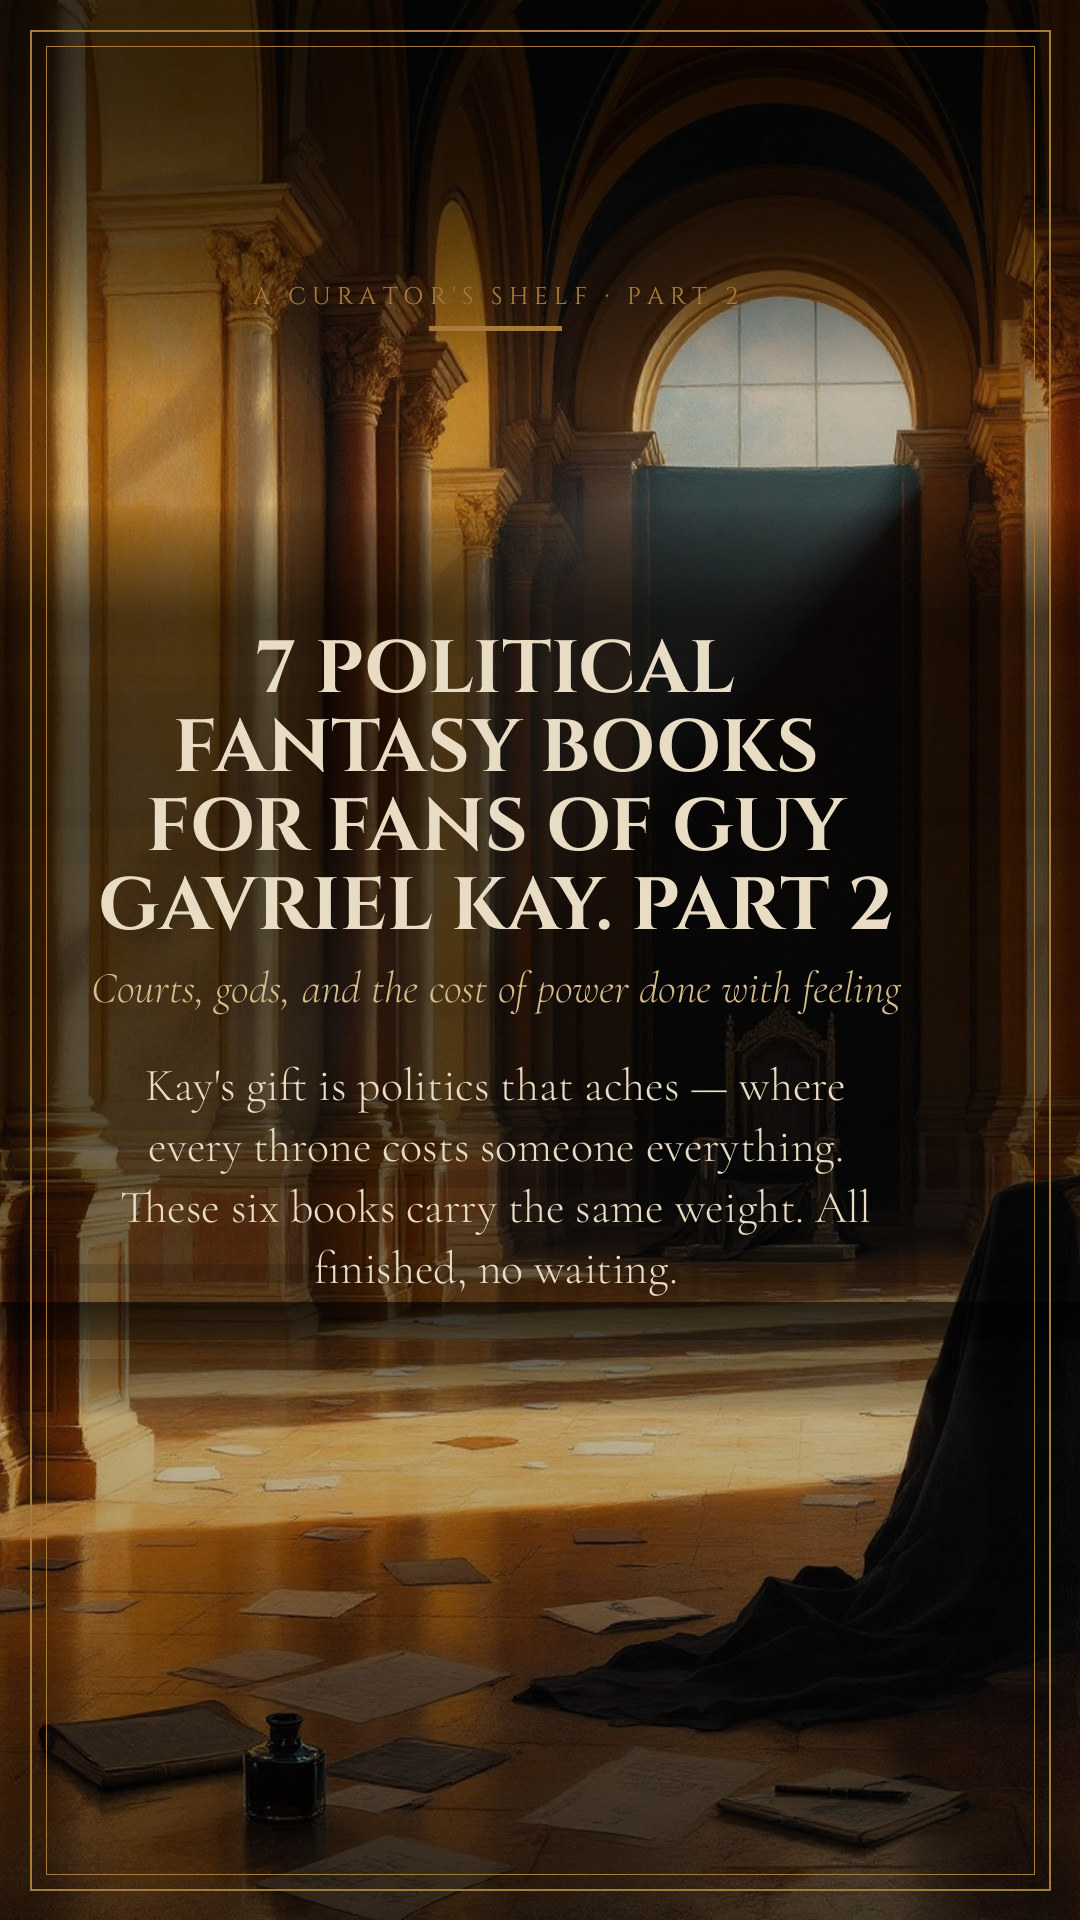 A CURATOR'S SHELF · PART 2
7 POLITICAL
FANTASY BOOKS
FOR FANS OF GUY
GAVRIEL KAY. PART 2
Courts, gods, and the cost of power done with feeling
Kay's gift is politics that aches — where
every throne costs someone everything.
These six books carry the same weight. All
finished, no waiting.